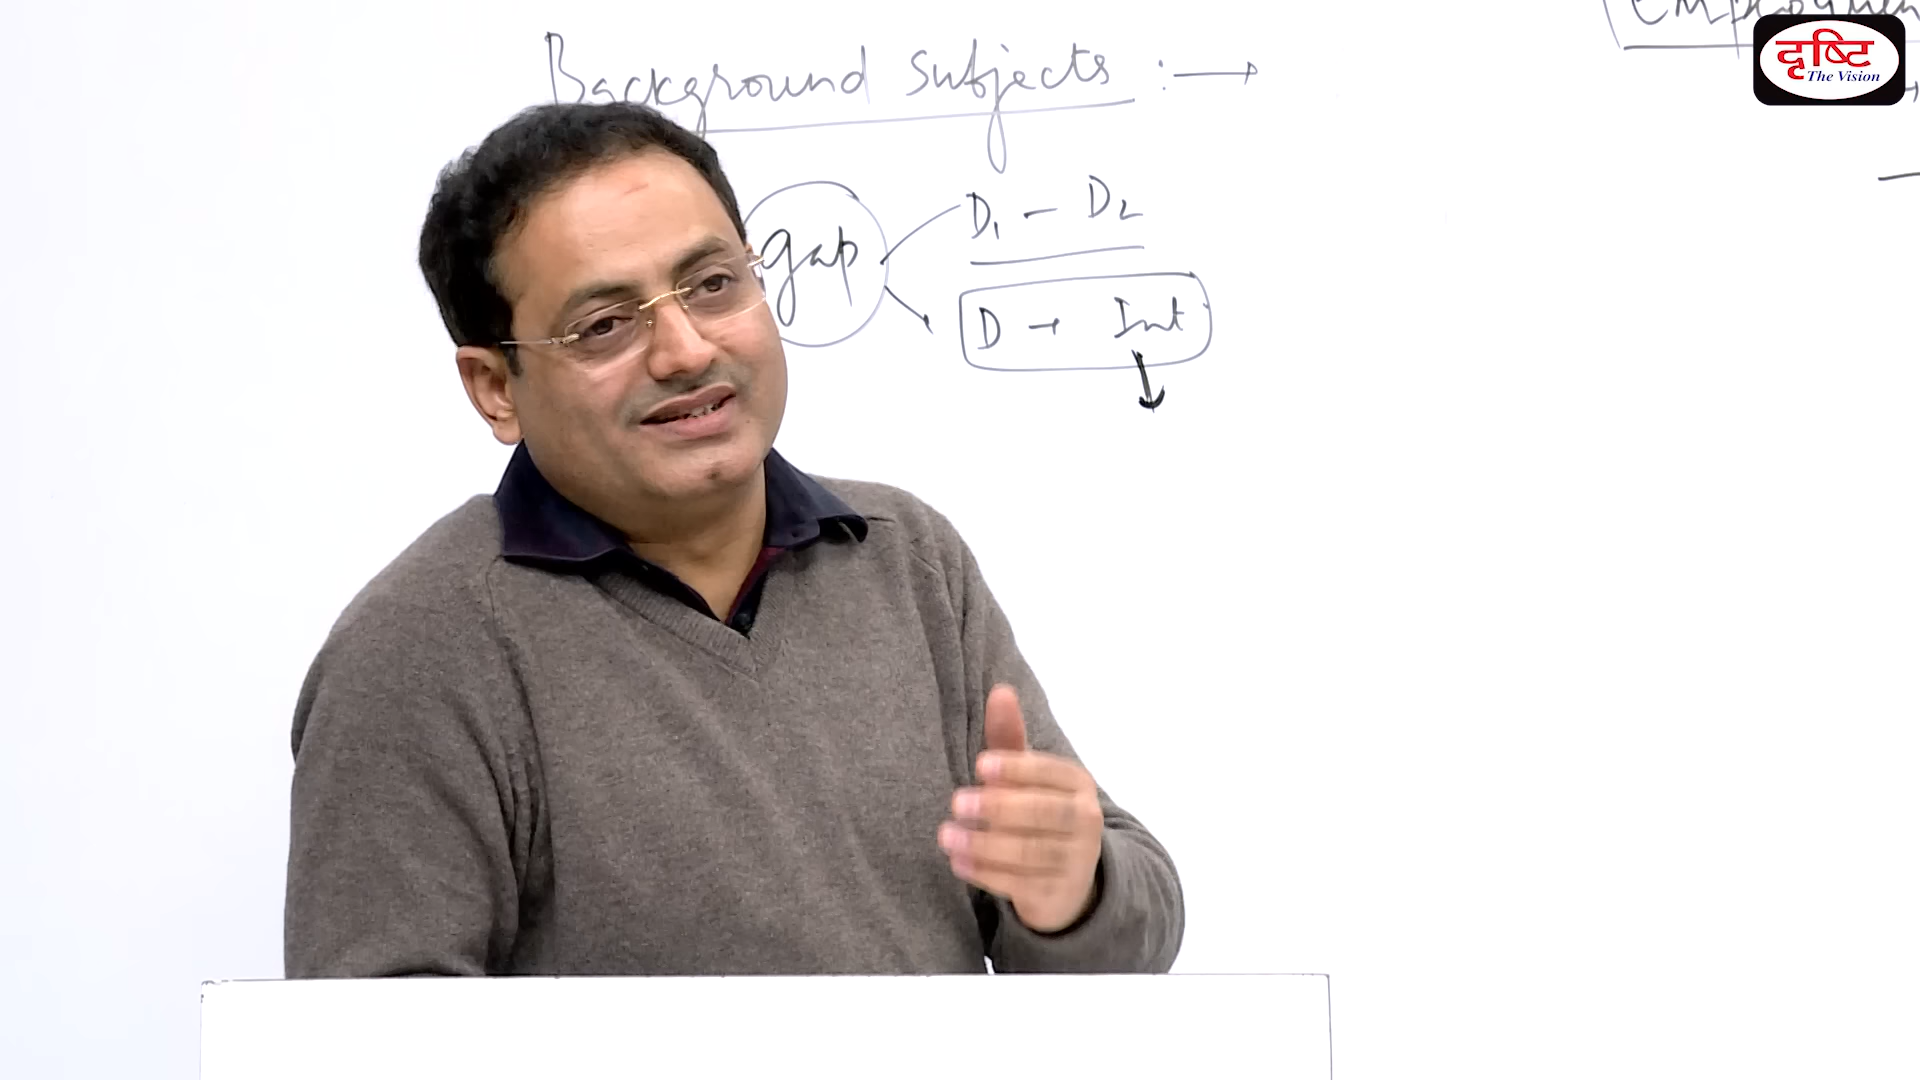 Background Subjects :→
दृष्टि
The Vision
gap
D₁ - D₂
D → Int